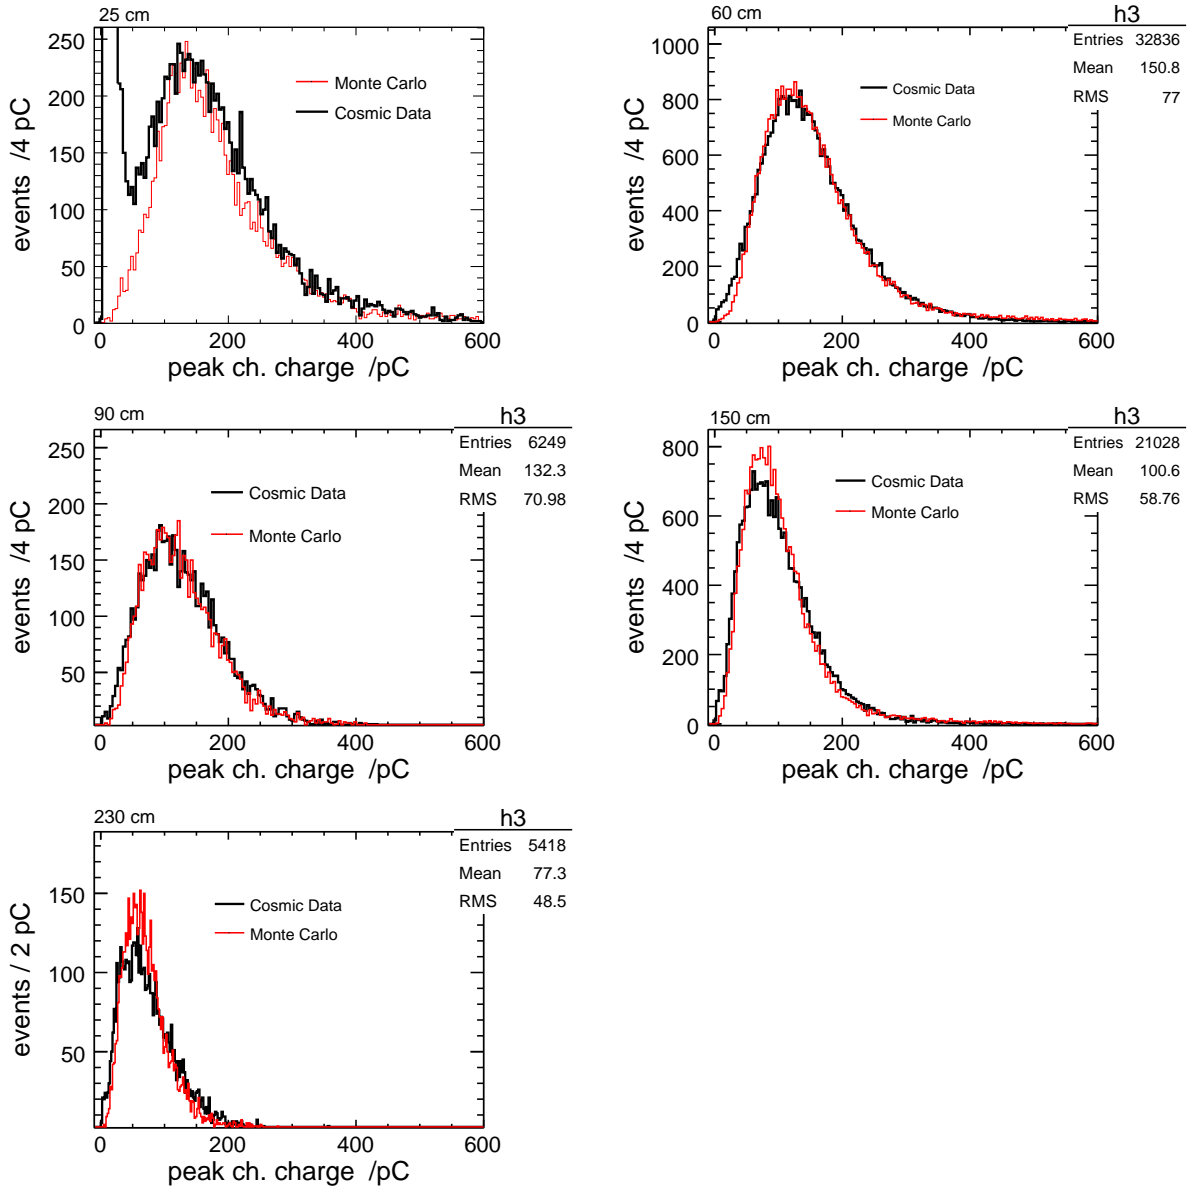 25 cm
events /4 pC
250
200
150
100
50
0
Monte Carlo
Cosmic Data
0 200 400 600
peak ch. charge /pC
60 cm
h3
Entries 32836
Mean 150.8
RMS 77
events /4 pC
1000
800
600
400
200
0
Cosmic Data
Monte Carlo
0 200 400 600
peak ch. charge /pC
90 cm
h3
Entries 6249
Mean 132.3
RMS 70.98
events /4 pC
250
200
150
100
50
Cosmic Data
Monte Carlo
0 200 400 600
peak ch. charge /pC
150 cm
h3
Entries 21028
Mean 100.6
RMS 58.76
events /4 pC
800
600
400
200
0
Cosmic Data
Monte Carlo
0 200 400 600
peak ch. charge /pC
230 cm
h3
Entries 5418
Mean 77.3
RMS 48.5
events / 2 pC
150
100
50
Cosmic Data
Monte Carlo
0 200 400 600
peak ch. charge /pC